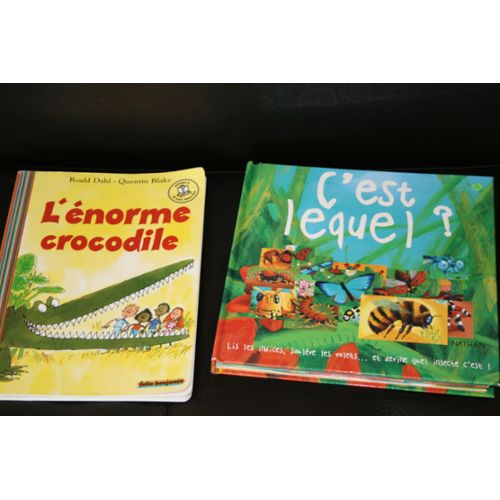 Roald Dahl - Quentin Blake
L'énorme
crocodile
folio benjamin
C'est
lequel ?
Lis les indices, soulève les volets... et devine quel insecte c'est !
NATHAN